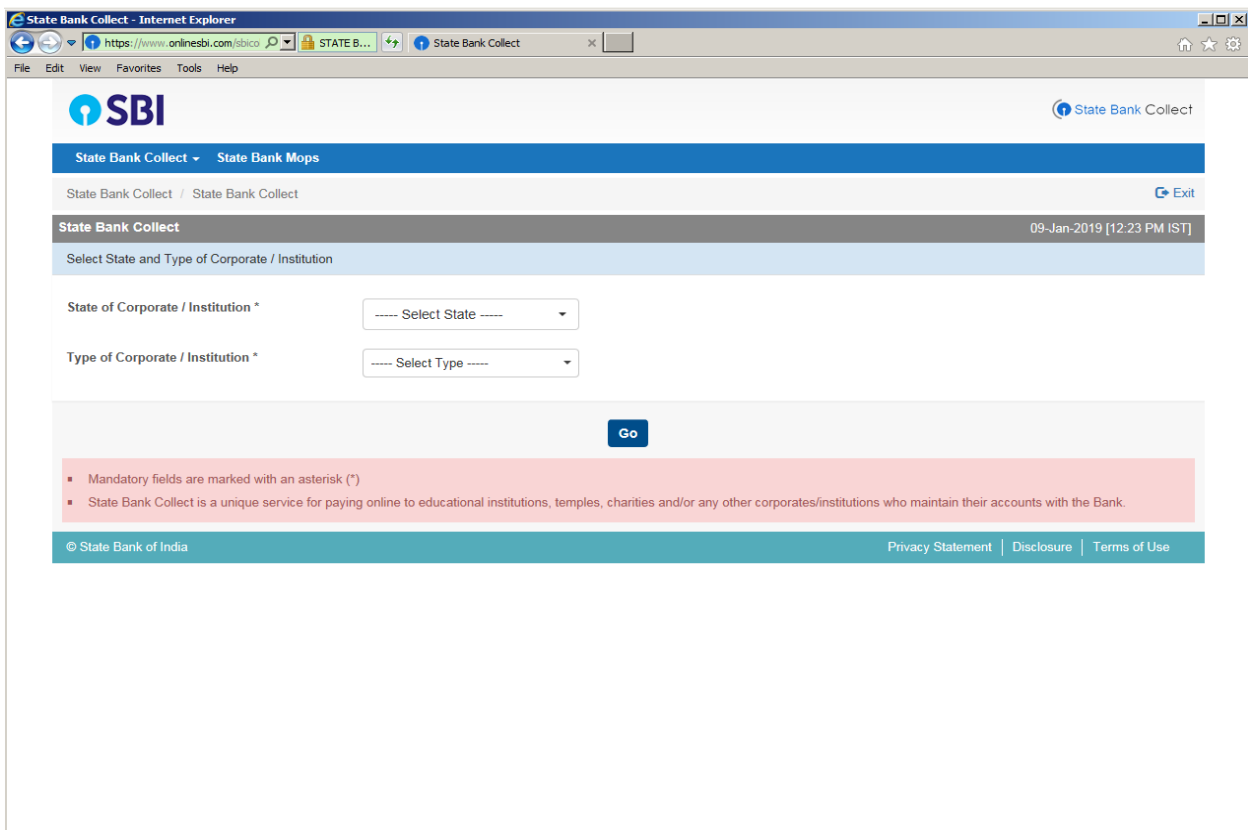 State Bank Collect - Internet Explorer
https://www.onlinesbi.com/sbico STATE B... State Bank Collect
File Edit View Favorites Tools Help
SBI State Bank Collect
State Bank Collect State Bank Mops
State Bank Collect / State Bank Collect Exit
State Bank Collect 09-Jan-2019 [12:23 PM IST]
Select State and Type of Corporate / Institution
State of Corporate / Institution * ----- Select State -----
Type of Corporate / Institution * ----- Select Type -----
Go
Mandatory fields are marked with an asterisk (*)
State Bank Collect is a unique service for paying online to educational institutions, temples, charities and/or any other corporates/institutions who maintain their accounts with the Bank.
© State Bank of India Privacy Statement | Disclosure | Terms of Use